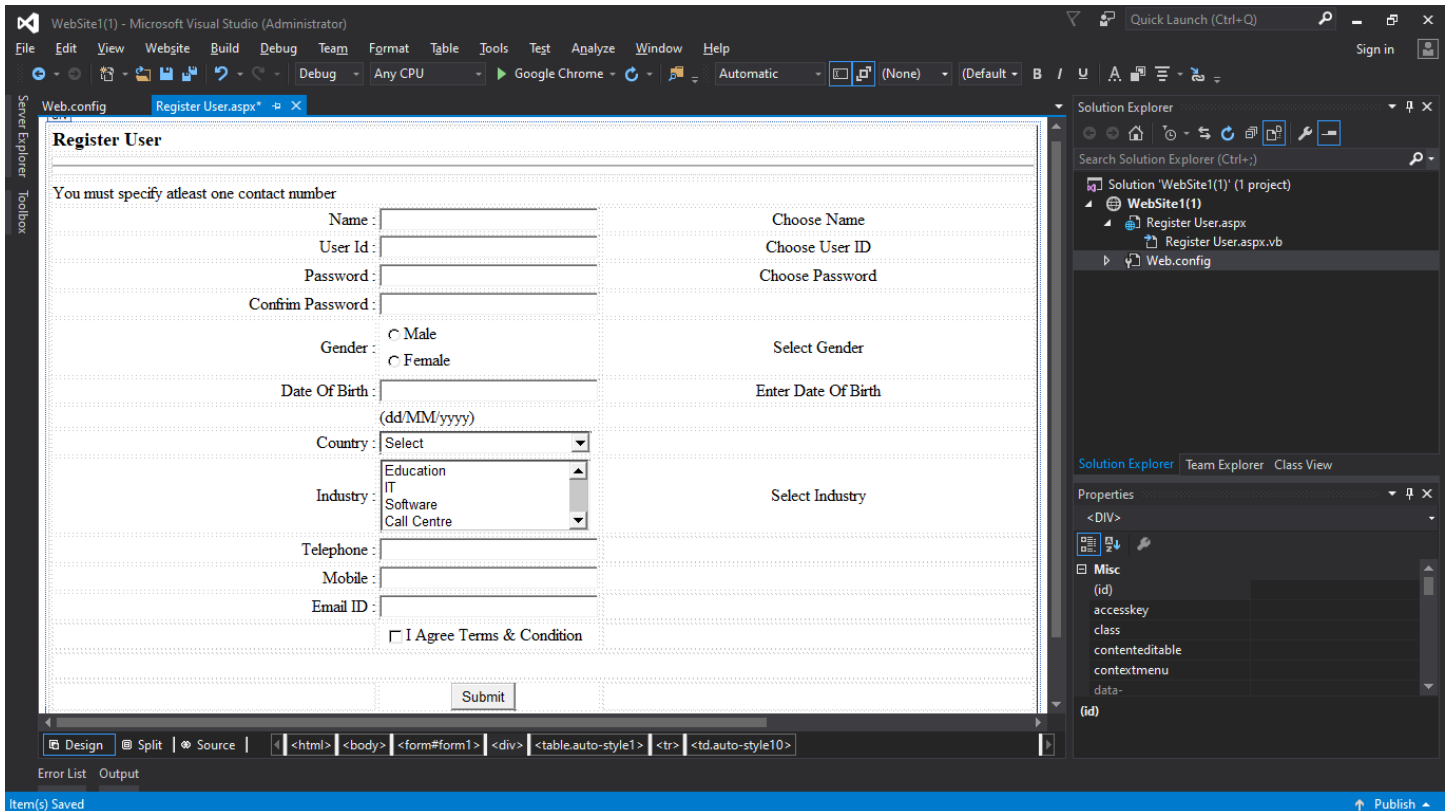 WebSite1(1) - Microsoft Visual Studio (Administrator)
Quick Launch (Ctrl+Q)
File Edit View Website Build Debug Team Format Table Tools Test Analyze Window Help
Sign in
Debug Any CPU Google Chrome Automatic (None) (Default B I U A
Server Explorer
Toolbox
Web.config Register User.aspx*
Register User
You must specify atleast one contact number
Name : Choose Name
User Id : Choose User ID
Password : Choose Password
Confrim Password :
Gender : Male
Female
Select Gender
Date Of Birth : Enter Date Of Birth
(dd/MM/yyyy)
Country : Select
Industry : Education
IT
Software
Call Centre
Select Industry
Telephone :
Mobile :
Email ID :
I Agree Terms & Condition
Submit
Design Split Source <html> <body> <form#form1> <div> <table.auto-style1> <tr> <td.auto-style10>
Error List Output
Item(s) Saved
Publish
Solution Explorer
Search Solution Explorer (Ctrl+;)
Solution 'WebSite1(1)' (1 project)
WebSite1(1)
Register User.aspx
Register User.aspx.vb
Web.config
Solution Explorer Team Explorer Class View
Properties
<DIV>
Misc
(id)
accesskey
class
contenteditable
contextmenu
data-
(id)